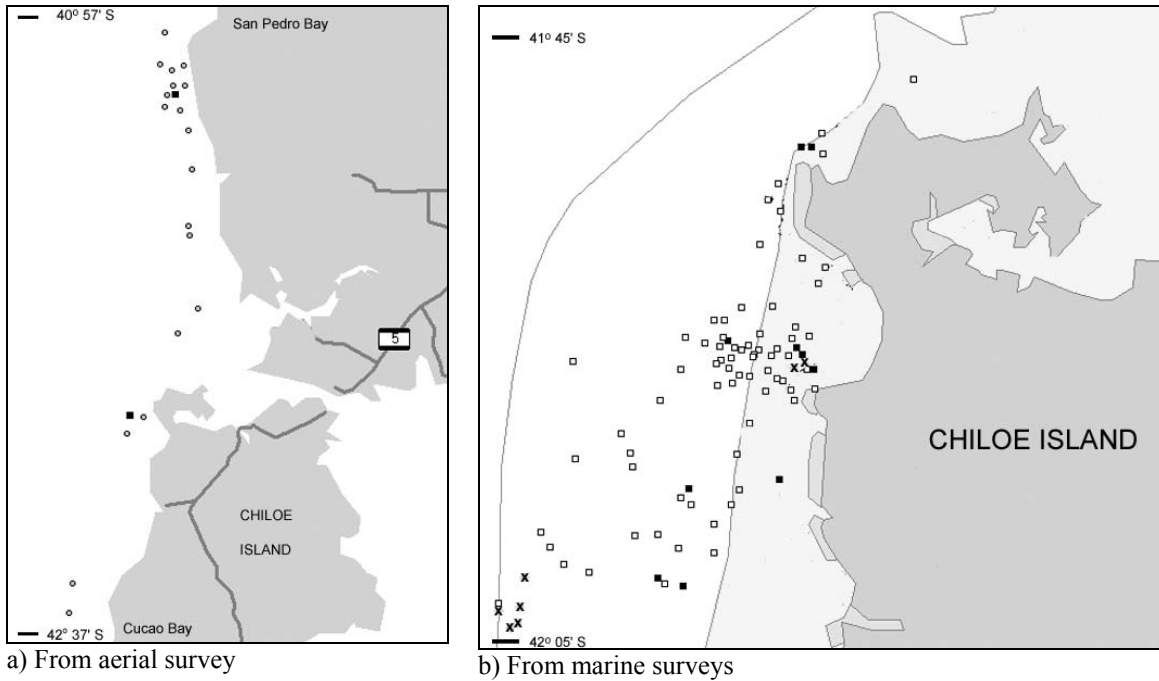 40º 57' S
San Pedro Bay
5
CHILOE
ISLAND
Cucao Bay
42º 37' S
a) From aerial survey
41º 45' S
CHILOE ISLAND
42º 05' S
b) From marine surveys